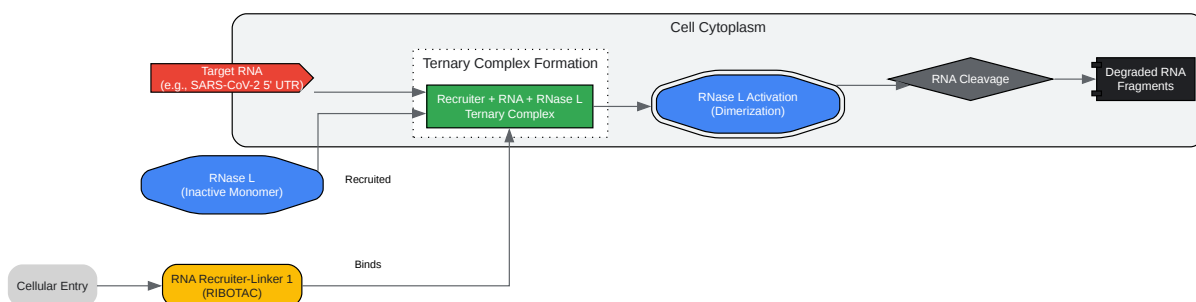 Cell Cytoplasm
Target RNA
(e.g., SARS-CoV-2 5' UTR)
Ternary Complex Formation
Recruiter + RNA + RNase L
Ternary Complex
RNase L Activation
(Dimerization)
RNA Cleavage
Degraded RNA
Fragments
RNase L
(Inactive Monomer)
Recruited
Binds
Cellular Entry
RNA Recruiter-Linker 1
(RIBOTAC)